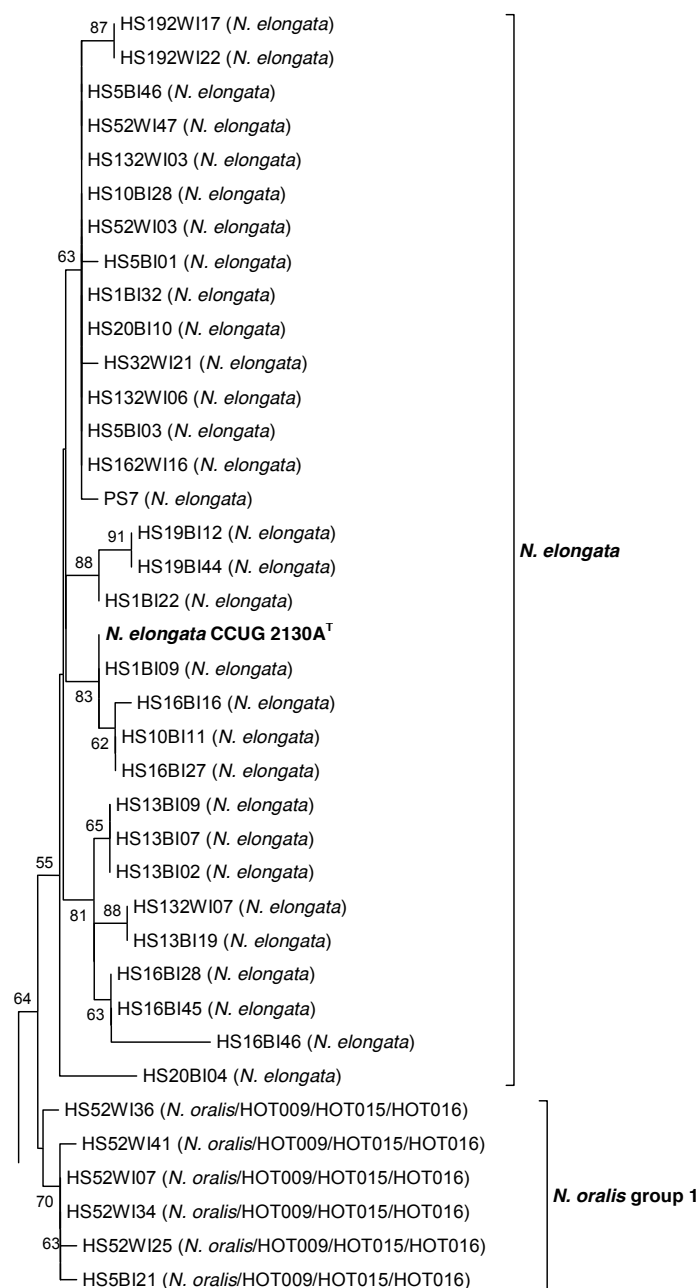 87
HS192WI17 (N. elongata)
HS192WI22 (N. elongata)
HS5BI46 (N. elongata)
HS52WI47 (N. elongata)
HS132WI03 (N. elongata)
HS10BI28 (N. elongata)
HS52WI03 (N. elongata)
63
HS5BI01 (N. elongata)
HS1BI32 (N. elongata)
HS20BI10 (N. elongata)
HS32WI21 (N. elongata)
HS132WI06 (N. elongata)
HS5BI03 (N. elongata)
HS162WI16 (N. elongata)
PS7 (N. elongata)
91
HS19BI12 (N. elongata)
N. elongata
88
HS19BI44 (N. elongata)
HS1BI22 (N. elongata)
N. elongata CCUG 2130Aᵀ
HS1BI09 (N. elongata)
83
HS16BI16 (N. elongata)
62
HS10BI11 (N. elongata)
HS16BI27 (N. elongata)
HS13BI09 (N. elongata)
65
HS13BI07 (N. elongata)
55
HS13BI02 (N. elongata)
81
88
HS132WI07 (N. elongata)
HS13BI19 (N. elongata)
HS16BI28 (N. elongata)
64
63
HS16BI45 (N. elongata)
HS16BI46 (N. elongata)
HS20BI04 (N. elongata)
HS52WI36 (N. oralis/HOT009/HOT015/HOT016)
HS52WI41 (N. oralis/HOT009/HOT015/HOT016)
HS52WI07 (N. oralis/HOT009/HOT015/HOT016)
70
N. oralis group 1
HS52WI34 (N. oralis/HOT009/HOT015/HOT016)
63
HS52WI25 (N. oralis/HOT009/HOT015/HOT016)
HS5BI21 (N. oralis/HOT009/HOT015/HOT016)